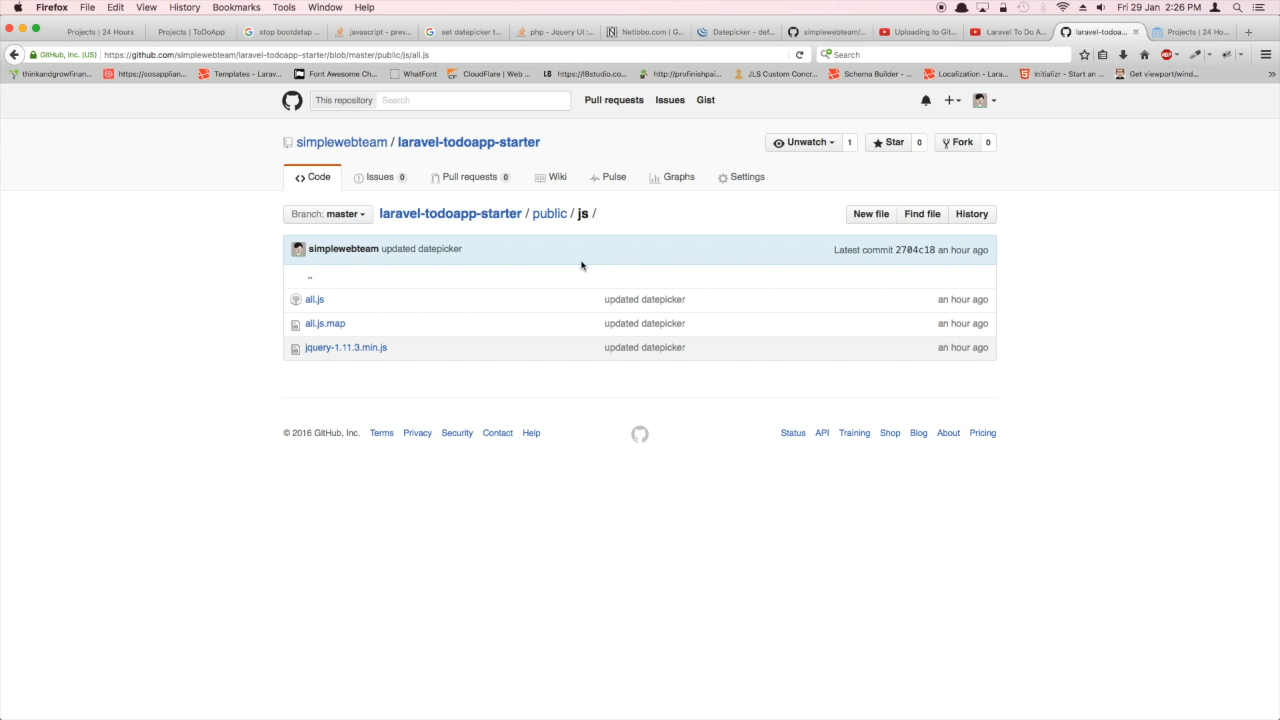 Firefox File Edit View History Bookmarks Tools Window Help Fri 29 Jan 2:26 PM
Projects | 24 Hours Projects | ToDoApp stop bootstdap ... javascript - prev... set datepicker t... php - Jquery UI :... Netlobo.com | G... Datepicker - def... simplewebteam/... Uploading to Git... Laravel To Do A... laravel-todoa... Projects | 24 Ho...
GitHub, Inc. (US) https://github.com/simplewebteam/laravel-todoapp-starter/blob/master/public/js/all.js Search
thinkandgrowfinan... https://sosapplian... Templates - Larav... Font Awesome Ch... WhatFont CloudFlare | Web ... https://l8studio.co... http://profinishpai... JLS Custom Concr... Schema Builder - ... Localization - Lara... Initializr - Start an ... Get viewport/wind...
This repository Search Pull requests Issues Gist
simplewebteam / laravel-todoapp-starter Unwatch 1 Star 0 Fork 0
Code Issues 0 Pull requests 0 Wiki Pulse Graphs Settings
Branch: master laravel-todoapp-starter / public / js / New file Find file History
simplewebteam updated datepicker Latest commit 2704c18 an hour ago
..
all.js updated datepicker an hour ago
all.js.map updated datepicker an hour ago
jquery-1.11.3.min.js updated datepicker an hour ago
© 2016 GitHub, Inc. Terms Privacy Security Contact Help Status API Training Shop Blog About Pricing